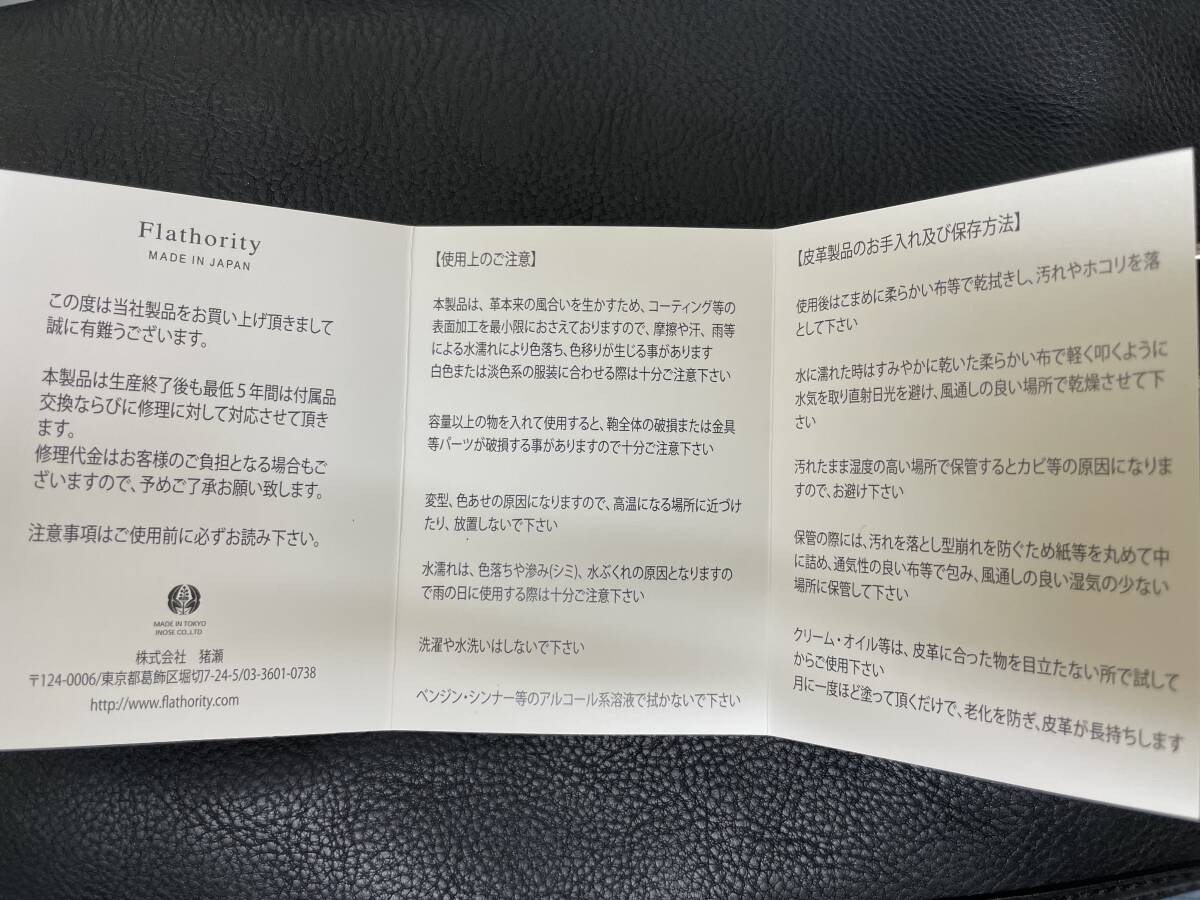 Flathority
MADE IN JAPAN
この度は当社製品をお買い上げ頂きまして
誠に有難うございます。
本製品は生産終了後も最低5年間は付属品
交換ならびに修理に対して対応させて頂き
ます。
修理代金はお客様のご負担となる場合もご
ざいますので、予めご了承お願い致します。
注意事項はご使用前に必ずお読み下さい。
MADE IN TOKYO
INOSE CO.,LTD
株式会社 猪瀬
〒124-0006/東京都葛飾区堀切7-24-5/03-3601-0738
http://www.flathority.com
【使用上のご注意】
本製品は、革本来の風合いを生かすため、コーティング等の
表面加工を最小限におさえておりますので、摩擦や汗、雨等
による水濡れにより色落ち、色移りが生じる事があります
白色または淡色系の服装に合わせる際は十分ご注意下さい
容量以上の物を入れて使用すると、鞄全体の破損または金具
等パーツが破損する事がありますので十分ご注意下さい
変型、色あせの原因になりますので、高温になる場所に近づけ
たり、放置しないで下さい
水濡れは、色落ちや滲み(シミ)、水ぶくれの原因となりますの
で雨の日に使用する際は十分ご注意下さい
洗濯や水洗いはしないで下さい
ベンジン・シンナー等のアルコール系溶液で拭かないで下さい
【皮革製品のお手入れ及び保存方法】
使用後はこまめに柔らかい布等で乾拭きし、汚れやホコリを落
として下さい
水に濡れた時はすみやかに乾いた柔らかい布で軽く叩くように
水気を取り直射日光を避け、風通しの良い場所で乾燥させて下
さい
汚れたまま湿度の高い場所で保管するとカビ等の原因になりま
すので、お避け下さい
保管の際には、汚れを落とし型崩れを防ぐため紙等を丸めて中
に詰め、通気性の良い布等で包み、風通しの良い湿気の少ない
場所に保管して下さい
クリーム・オイル等は、皮革に合った物を目立たない所で試して
からご使用下さい
月に一度ほど塗って頂くだけで、老化を防ぎ、皮革が長持ちします